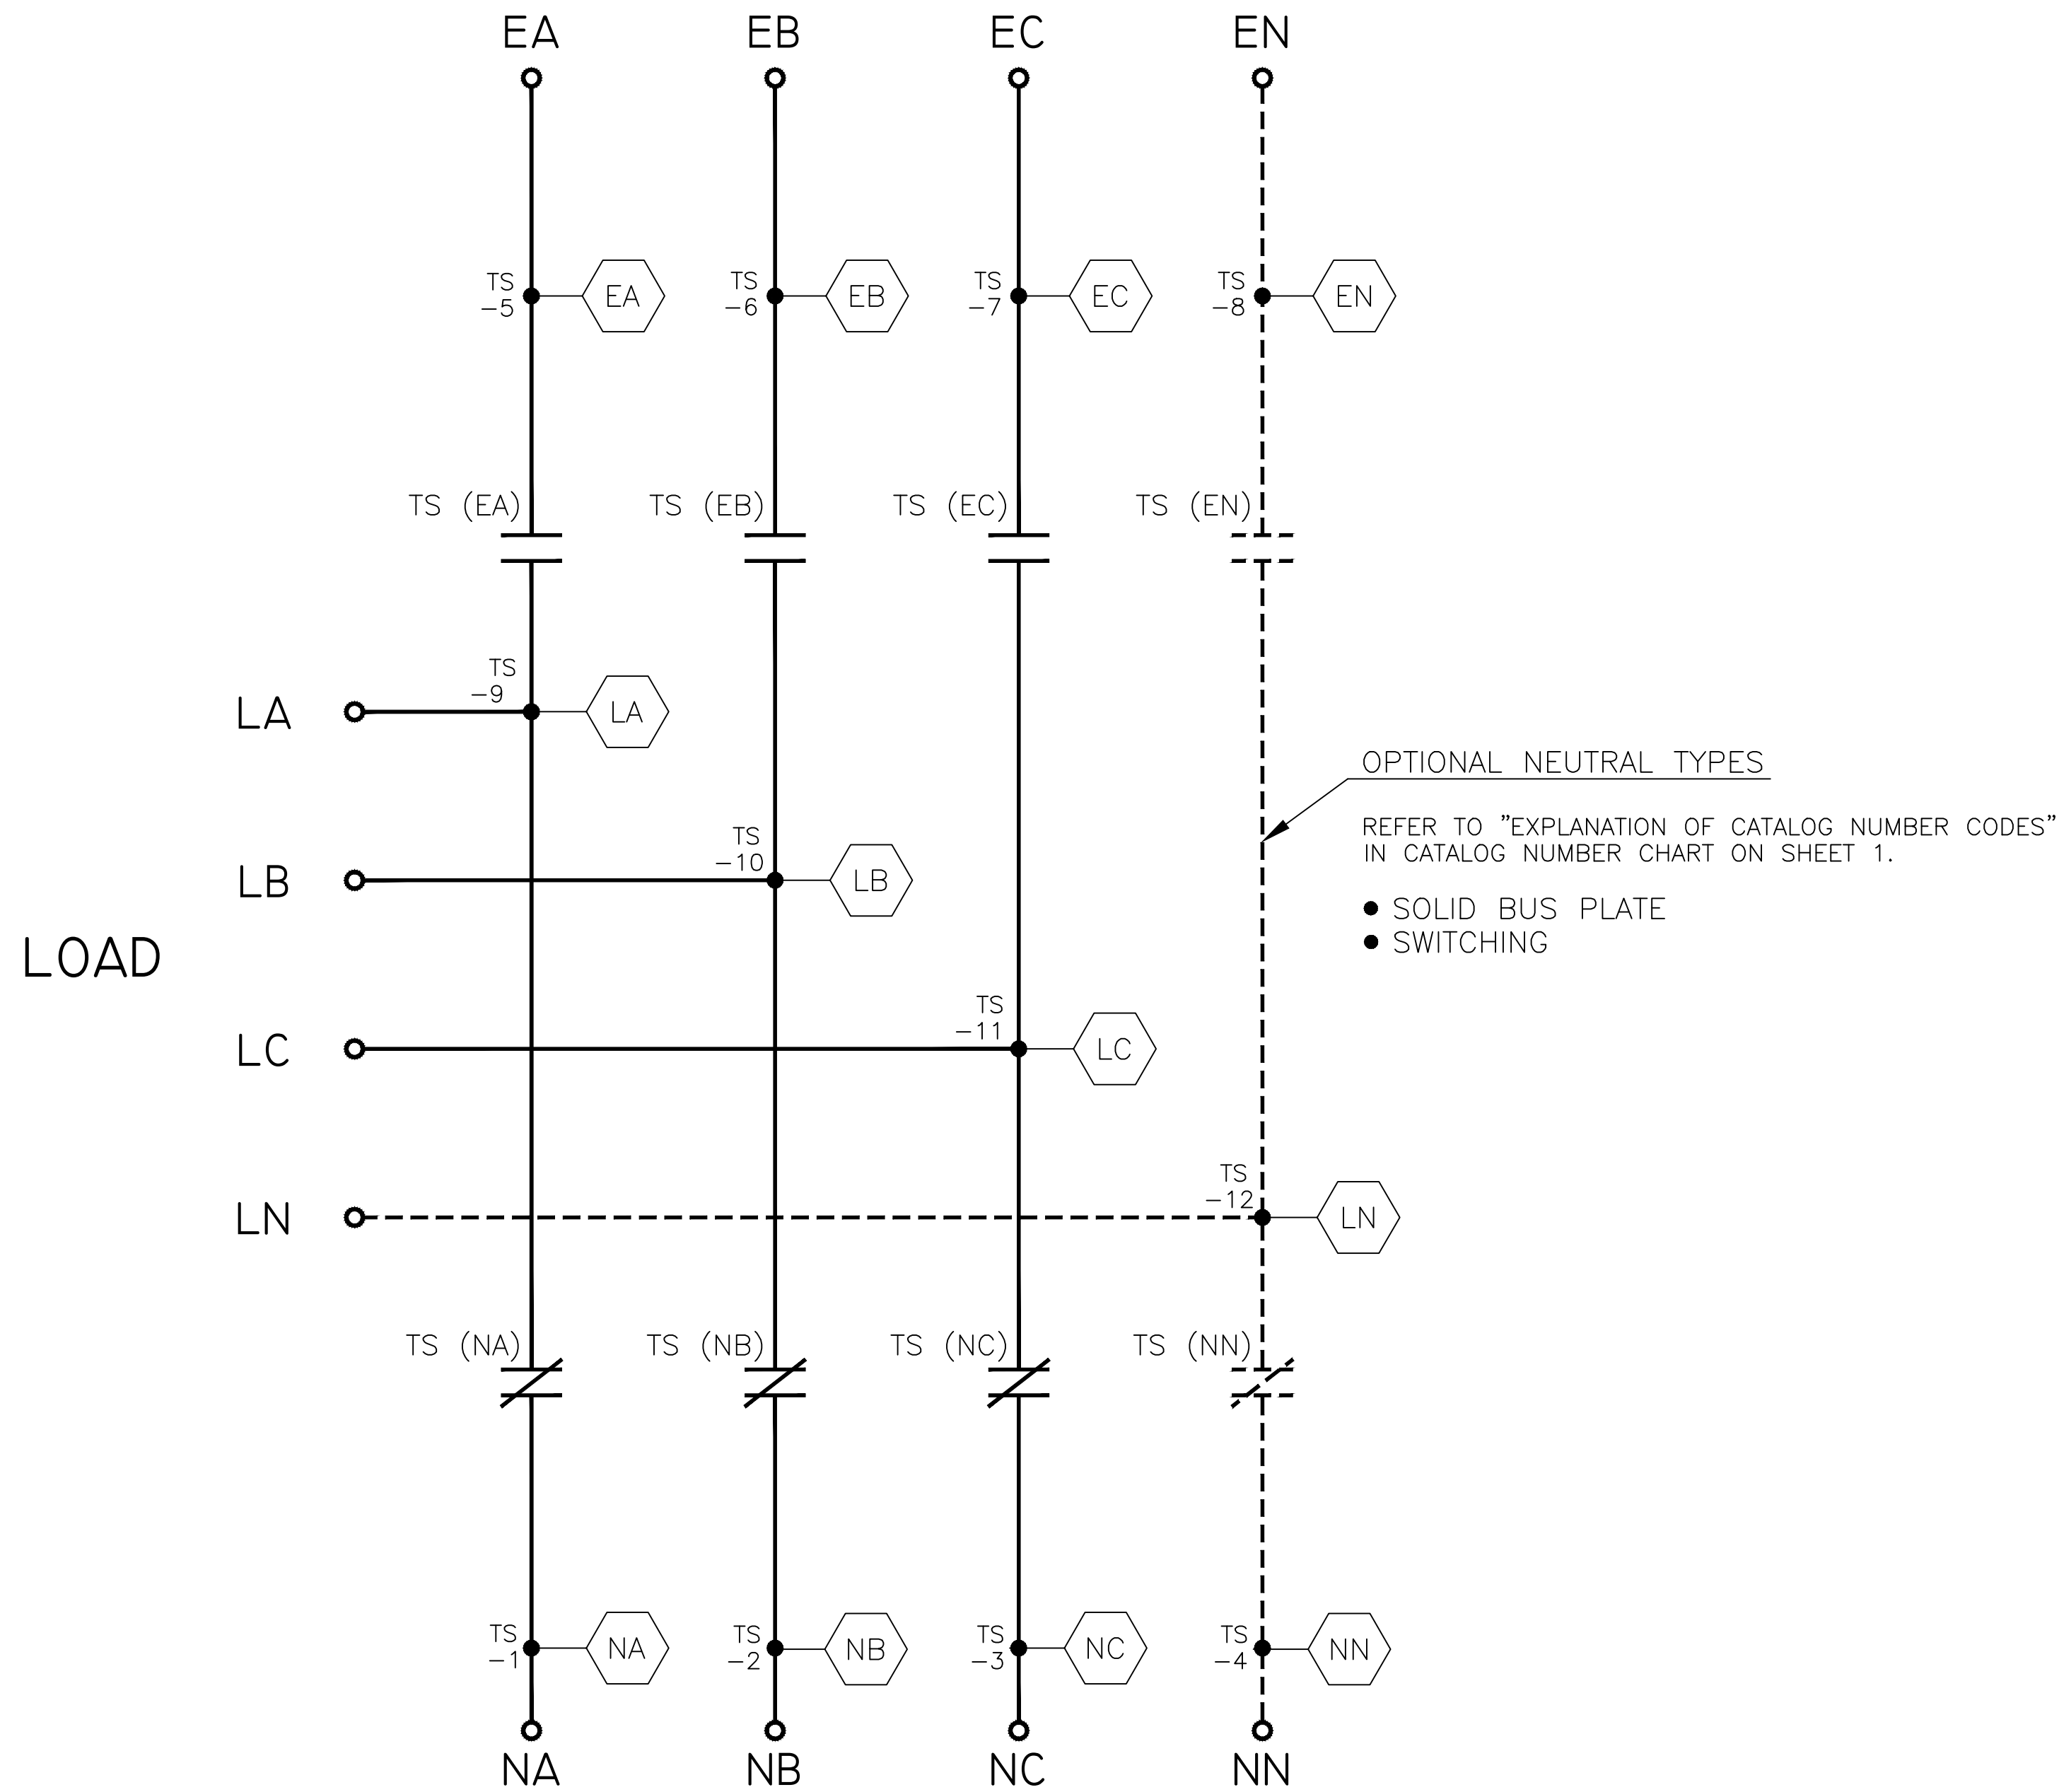 EA EB EC EN
TS TS TS TS
-5 EA -6 EB -7 EC -8 EN
TS (EA) TS (EB) TS (EC) TS (EN)
TS
-9
LA LA
OPTIONAL NEUTRAL TYPES
REFER TO "EXPLANATION OF CATALOG NUMBER CODES"
IN CATALOG NUMBER CHART ON SHEET 1.
● SOLID BUS PLATE
● SWITCHING
TS
-10
LB LB
LOAD
TS
-11
LC LC
TS
-12
LN LN
TS (NA) TS (NB) TS (NC) TS (NN)
TS TS TS TS
-1 NA -2 NB -3 NC -4 NN
NA NB NC NN